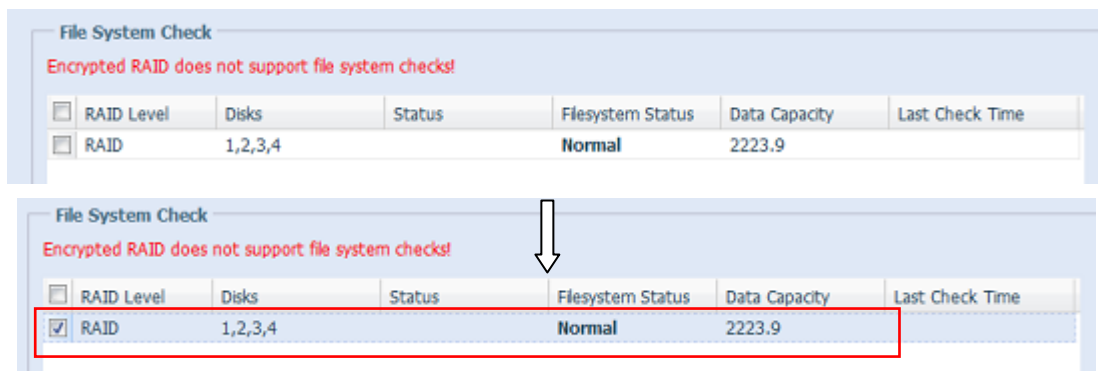 File System Check
Encrypted RAID does not support file system checks!
RAID Level Disks Status Filesystem Status Data Capacity Last Check Time
RAID 1,2,3,4 Normal 2223.9
File System Check
Encrypted RAID does not support file system checks!
RAID Level Disks Status Filesystem Status Data Capacity Last Check Time
RAID 1,2,3,4 Normal 2223.9